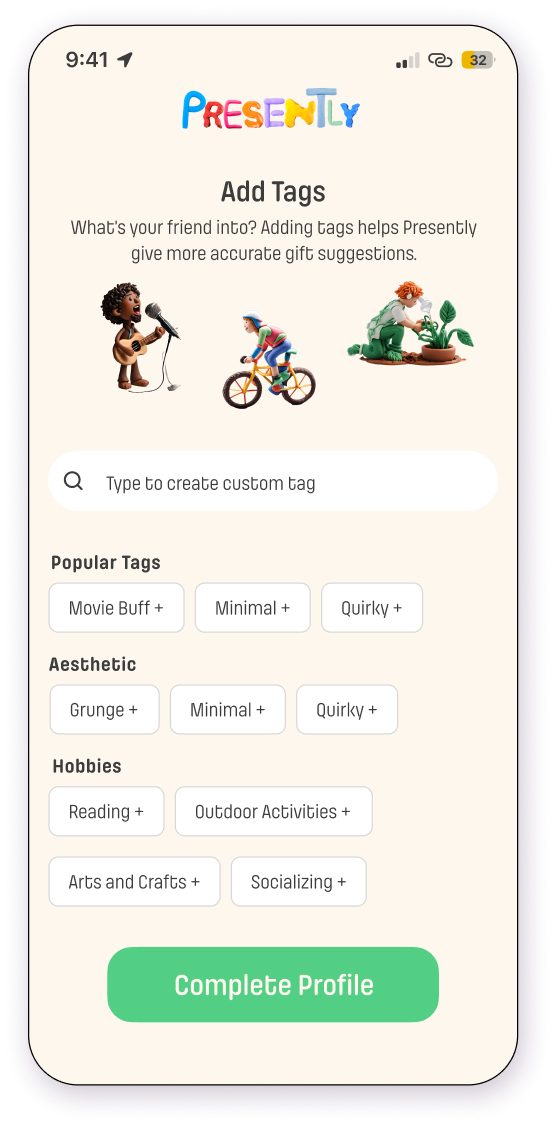 9:41
32
PRESENTLY
Add Tags
What's your friend into? Adding tags helps Presently
give more accurate gift suggestions.
Type to create custom tag
Popular Tags
Movie Buff + Minimal + Quirky +
Aesthetic
Grunge + Minimal + Quirky +
Hobbies
Reading + Outdoor Activities +
Arts and Crafts + Socializing +
Complete Profile